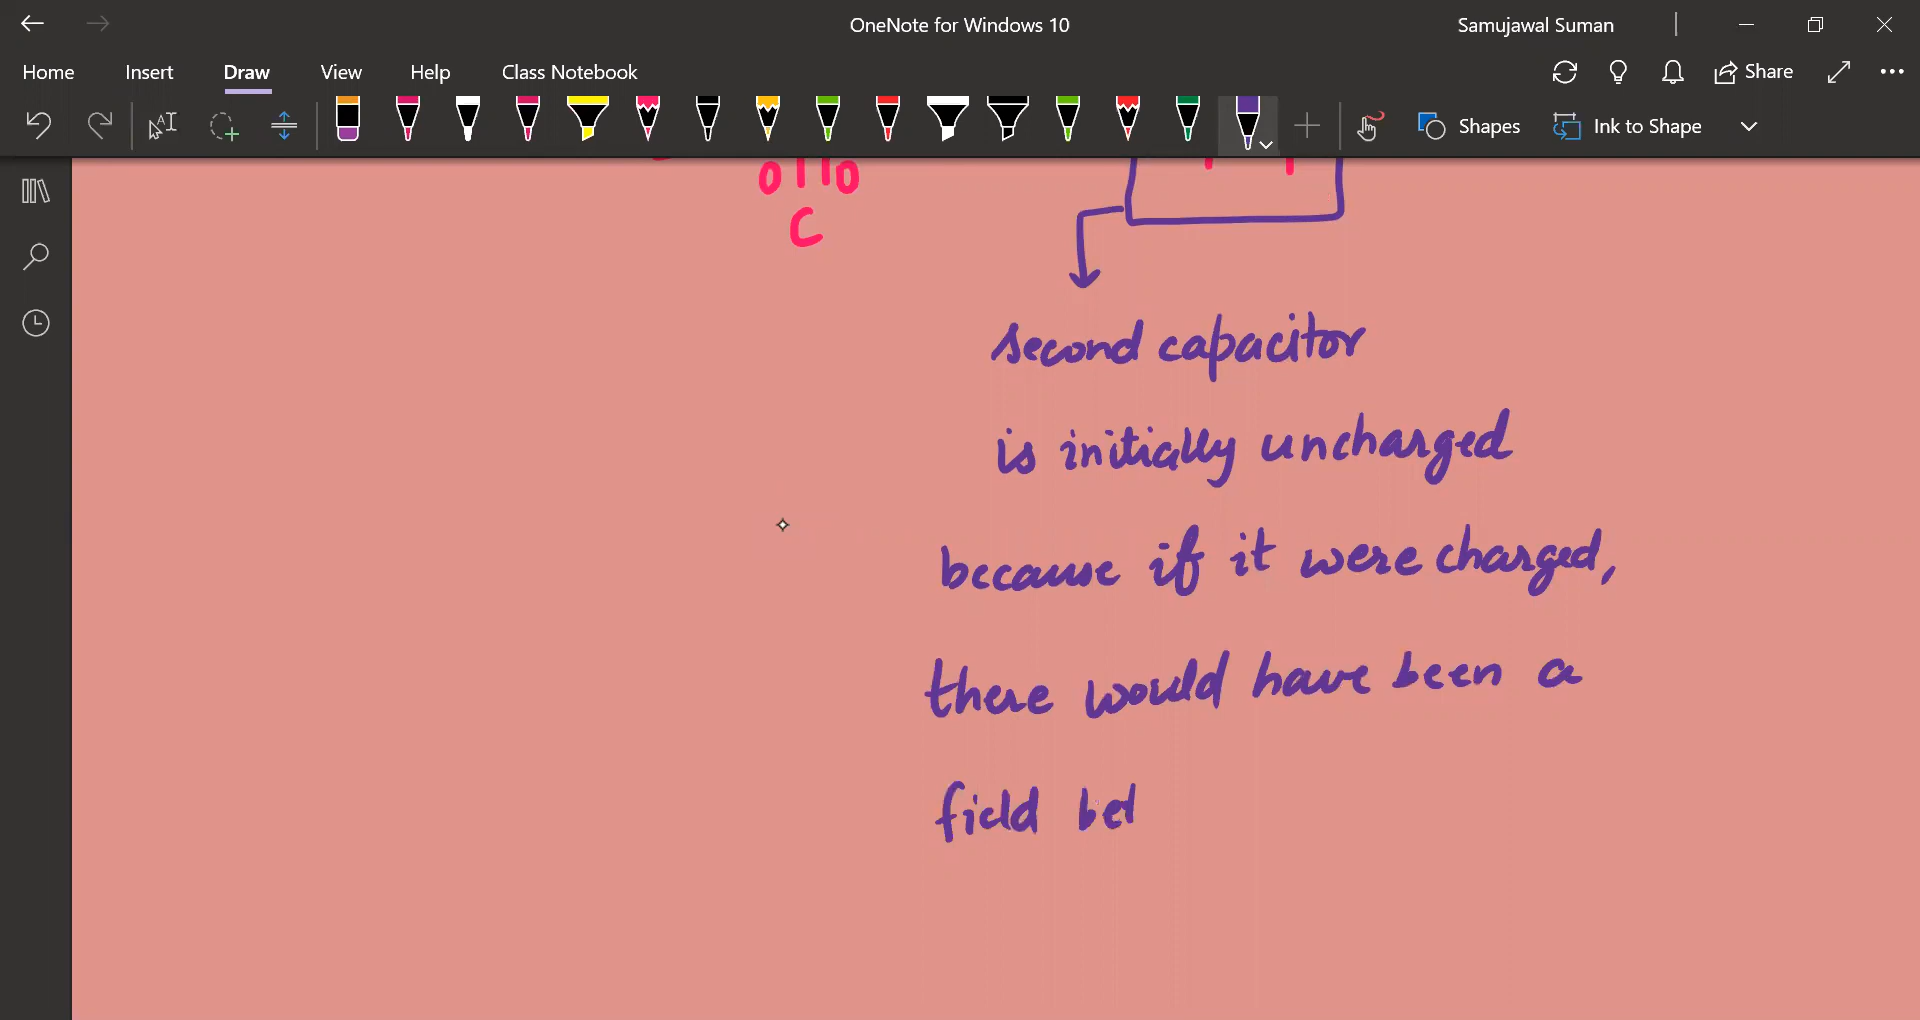 OneNote for Windows 10
Samujawal Suman
Home Insert Draw View Help Class Notebook
Share
Shapes
Ink to Shape
C
second capacitor
is initially uncharged
because if it were charged,
there would have been a
field bet